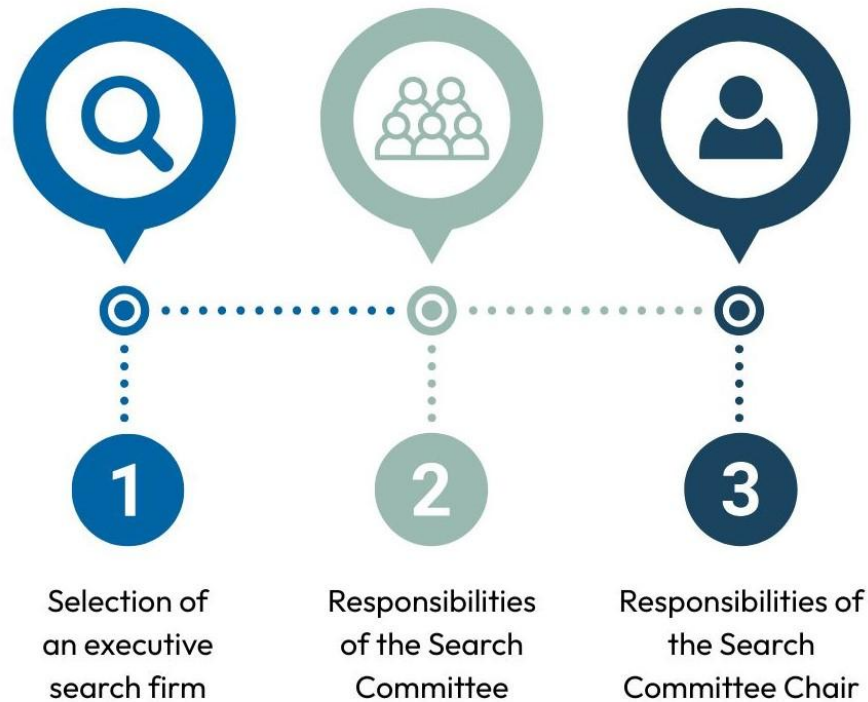 1
2
3
Selection of
an executive
search firm
Responsibilities
of the Search
Committee
Responsibilities of
the Search
Committee Chair